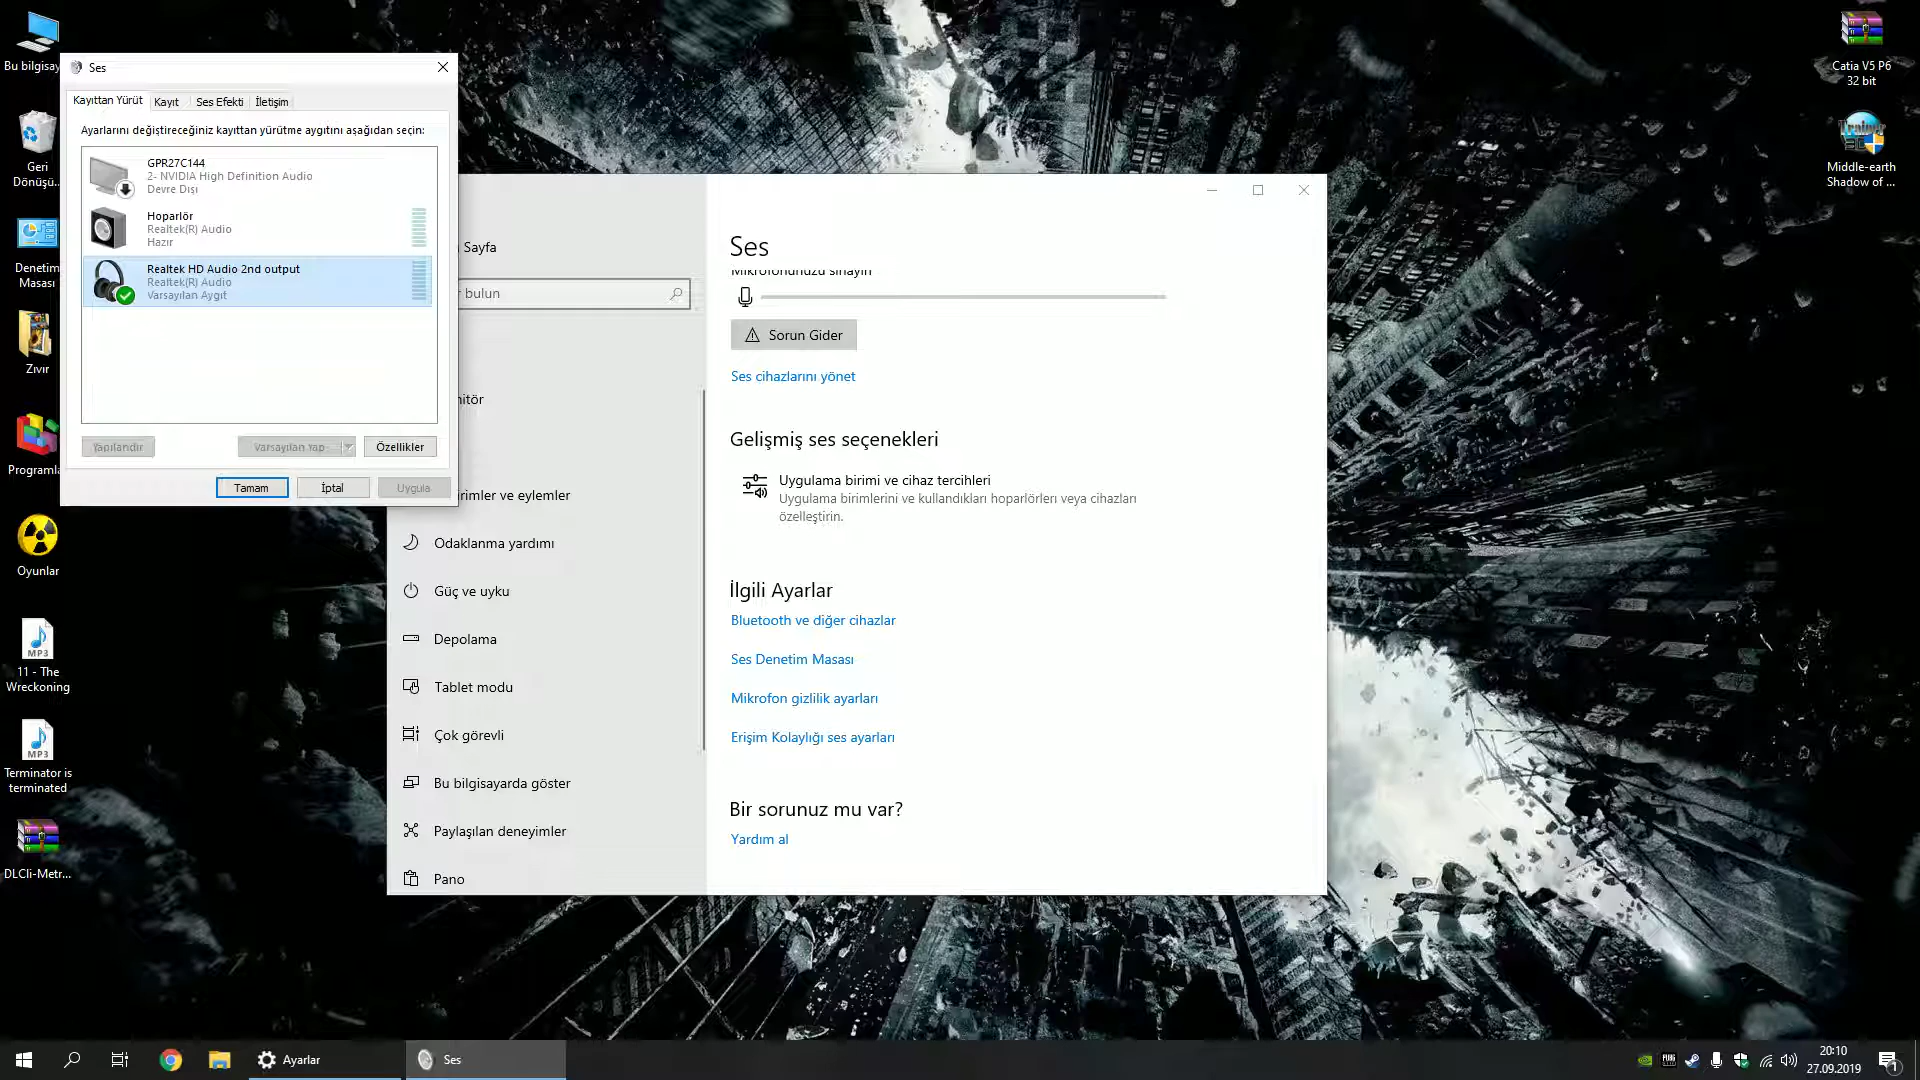 Bu bilgisay
Geri
Dönüşü...
Denetim
Masası
Zıvır
Programla
Oyunlar
11 - The
Wreckoning
Terminator is
terminated
DLCli-Metr...
Ses
Kayıttan Yürüt
Kayıt
Ses Efekti
İletişim
Ayarlarını değiştireceğiniz kayıttan yürütme aygıtını aşağıdan seçin:
GPR27C144
2- NVIDIA High Definition Audio
Devre Dışı
Hoparlör
Realtek(R) Audio
Hazır
Realtek HD Audio 2nd output
Realtek(R) Audio
Varsayılan Aygıt
Yapılandır
Varsayılan Yap
Özellikler
Tamam
İptal
Uygula
Sayfa
bulun
nitör
irimler ve eylemler
Odaklanma yardımı
Güç ve uyku
Depolama
Tablet modu
Çok görevli
Bu bilgisayarda göster
Paylaşılan deneyimler
Pano
Ses
Mikrofonunuzu sınayın
Sorun Gider
Ses cihazlarını yönet
Gelişmiş ses seçenekleri
Uygulama birimi ve cihaz tercihleri
Uygulama birimlerini ve kullandıkları hoparlörleri veya cihazları
özelleştirin.
İlgili Ayarlar
Bluetooth ve diğer cihazlar
Ses Denetim Masası
Mikrofon gizlilik ayarları
Erişim Kolaylığı ses ayarları
Bir sorunuz mu var?
Yardım al
Catia V5 P6
32 bit
Middle-earth
Shadow of ...
Ayarlar
Ses
20:10
27.09.2019
1